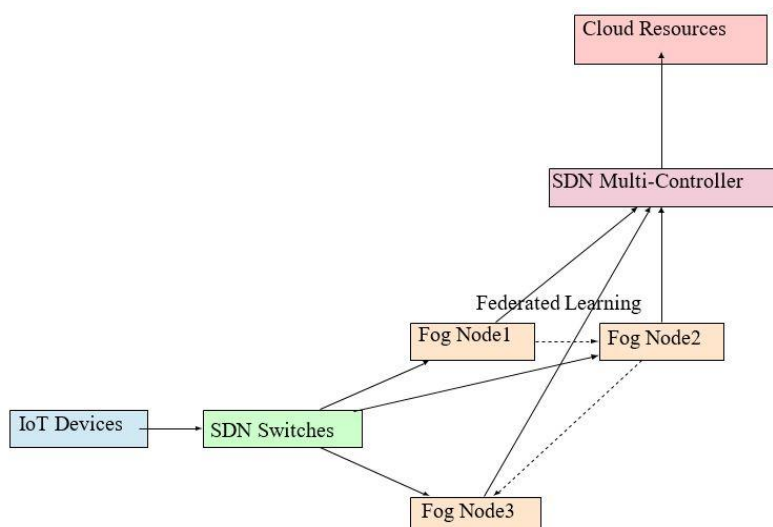 Cloud Resources
SDN Multi-Controller
Federated Learning
Fog Node1
Fog Node2
IoT Devices
SDN Switches
Fog Node3